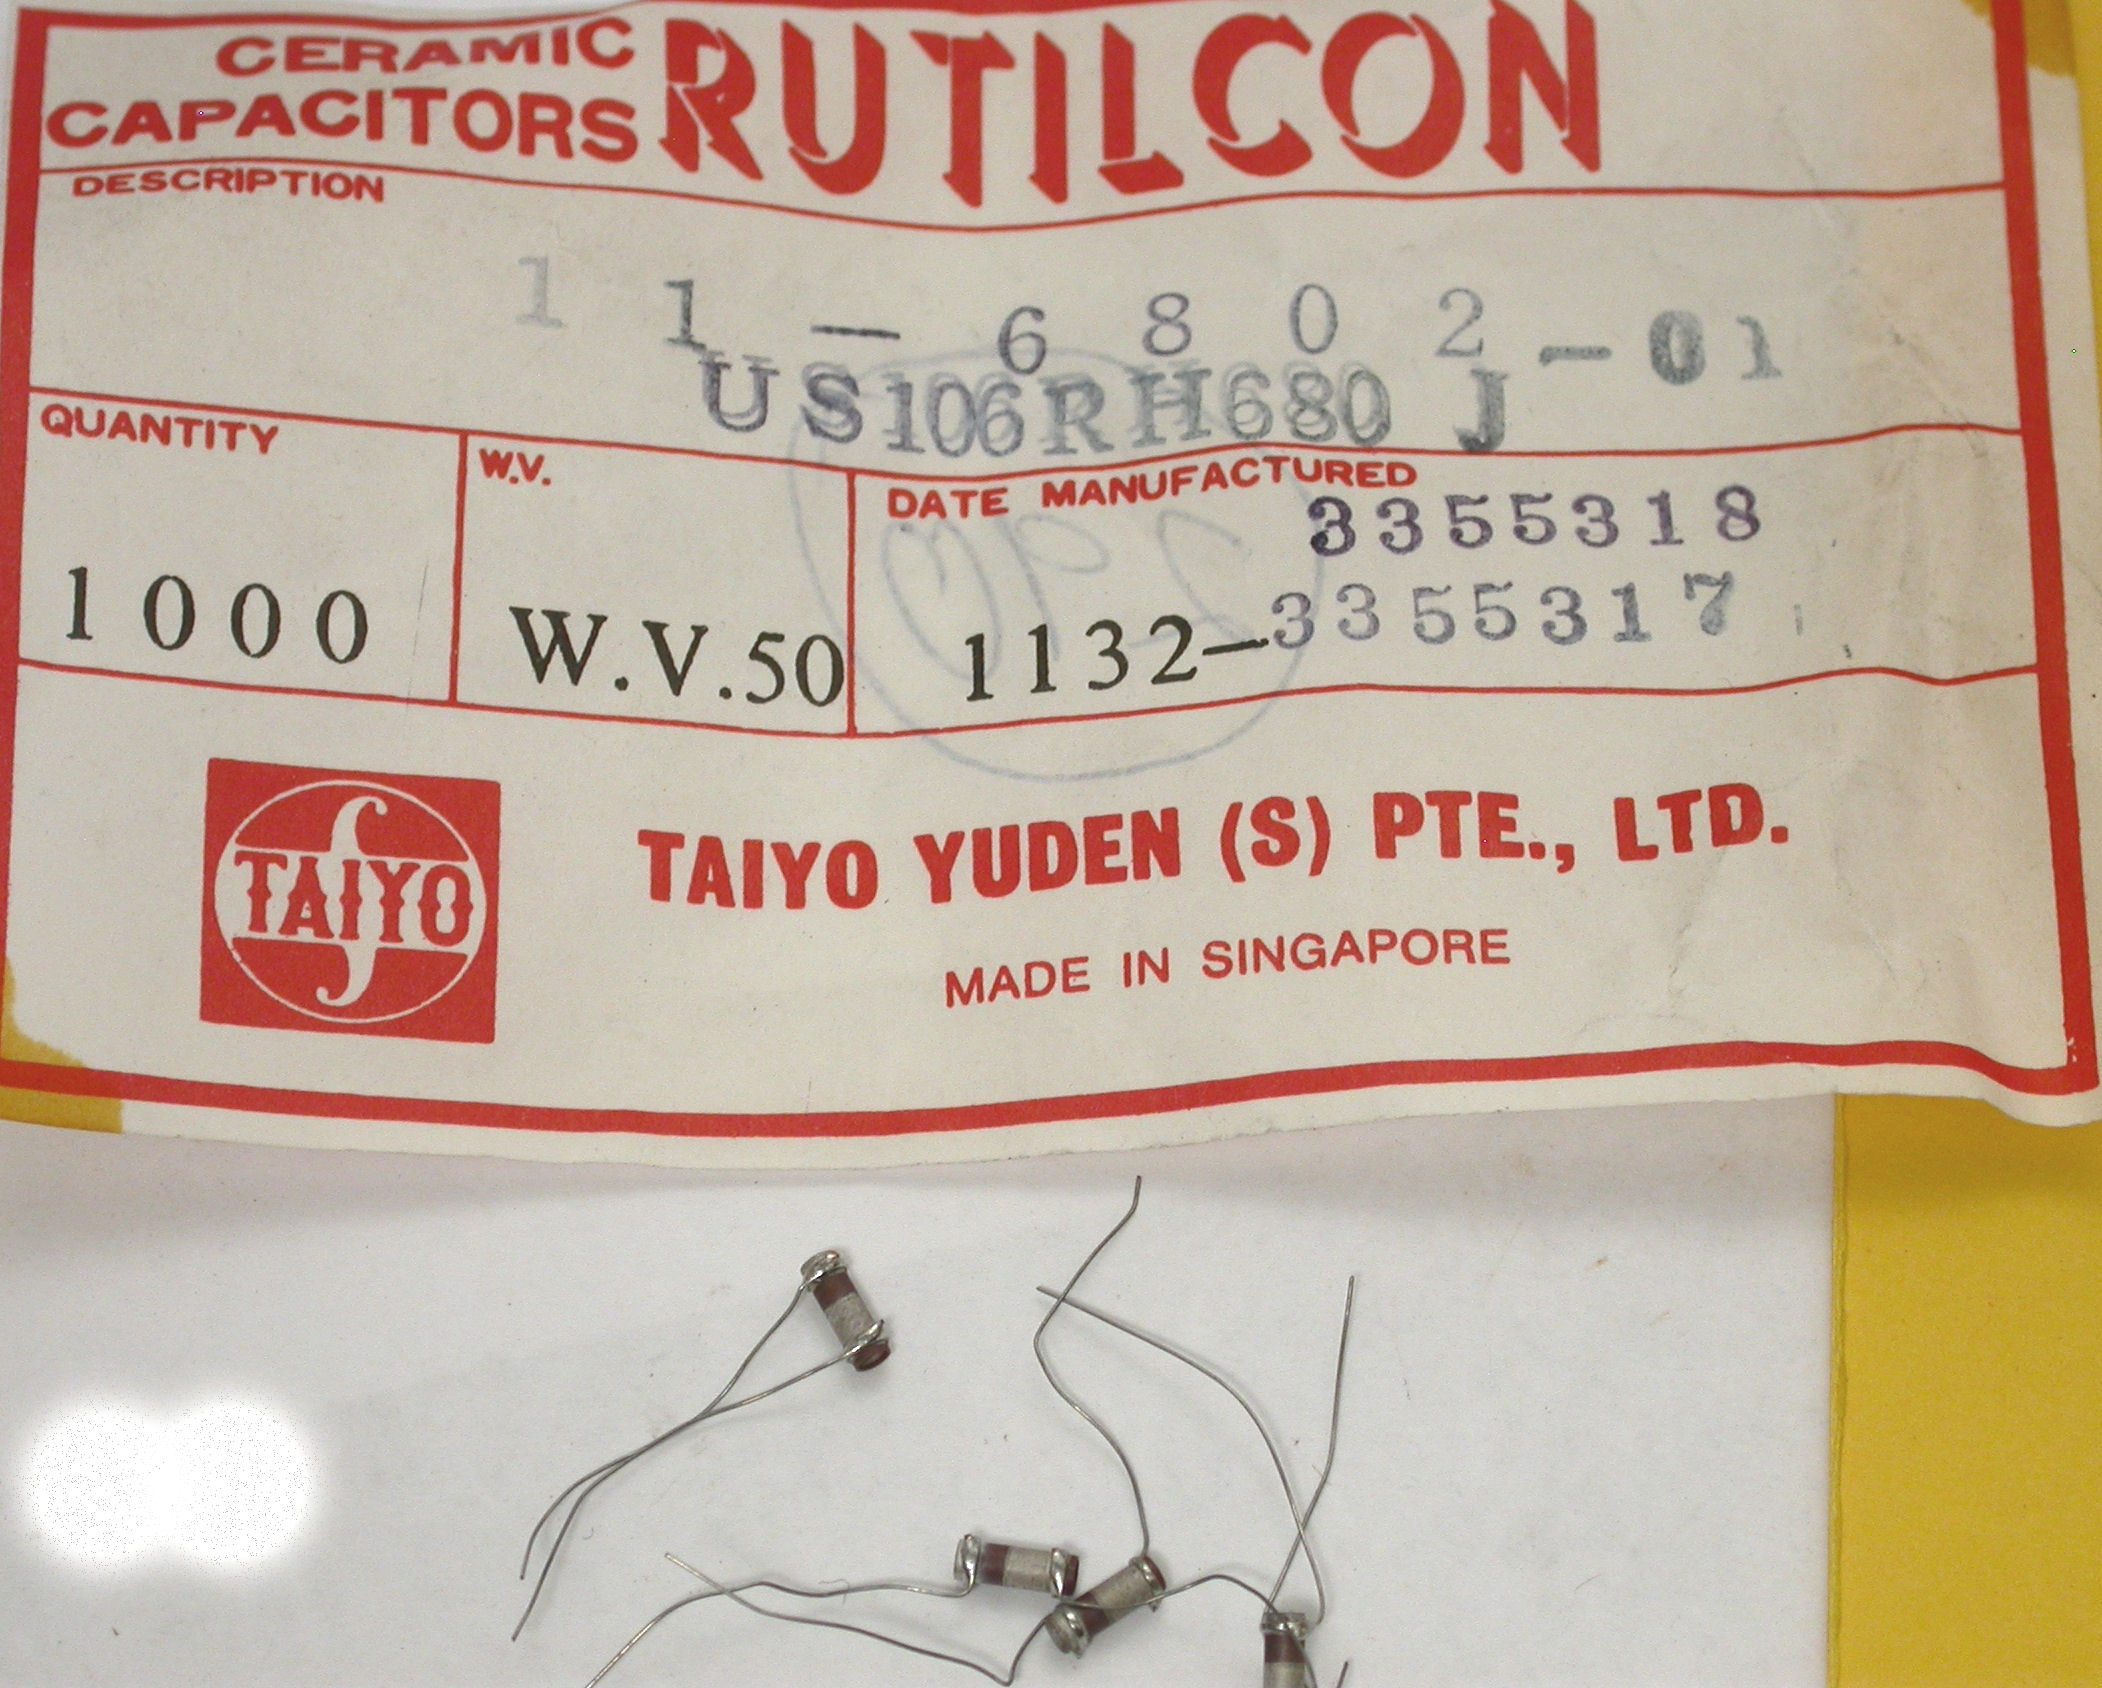 CERAMIC
CAPACITORS RUTILCON
DESCRIPTION
11-6802-01
US106RH680J
QUANTITY W.V. DATE MANUFACTURED
3355318
1000 W.V.50 1132-3355317
TAIYO
TAIYO YUDEN (S) PTE., LTD.
MADE IN SINGAPORE